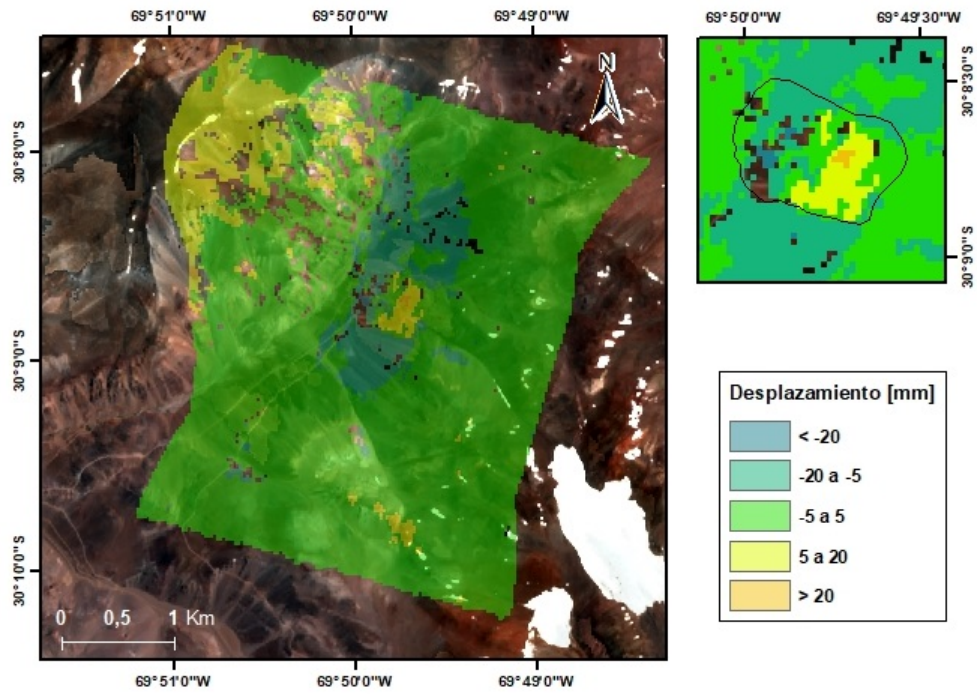 69°51'0"W 69°50'0"W 69°49'0"W
69°50'0"W 69°49'30"W
N
30°8'0"S
30°9'0"S
30°10'0"S
30°8'30"S
30°9'0"S
0 0,5 1 Km
69°51'0"W 69°50'0"W 69°49'0"W
Desplazamiento [mm]
< -20
-20 a -5
-5 a 5
5 a 20
> 20